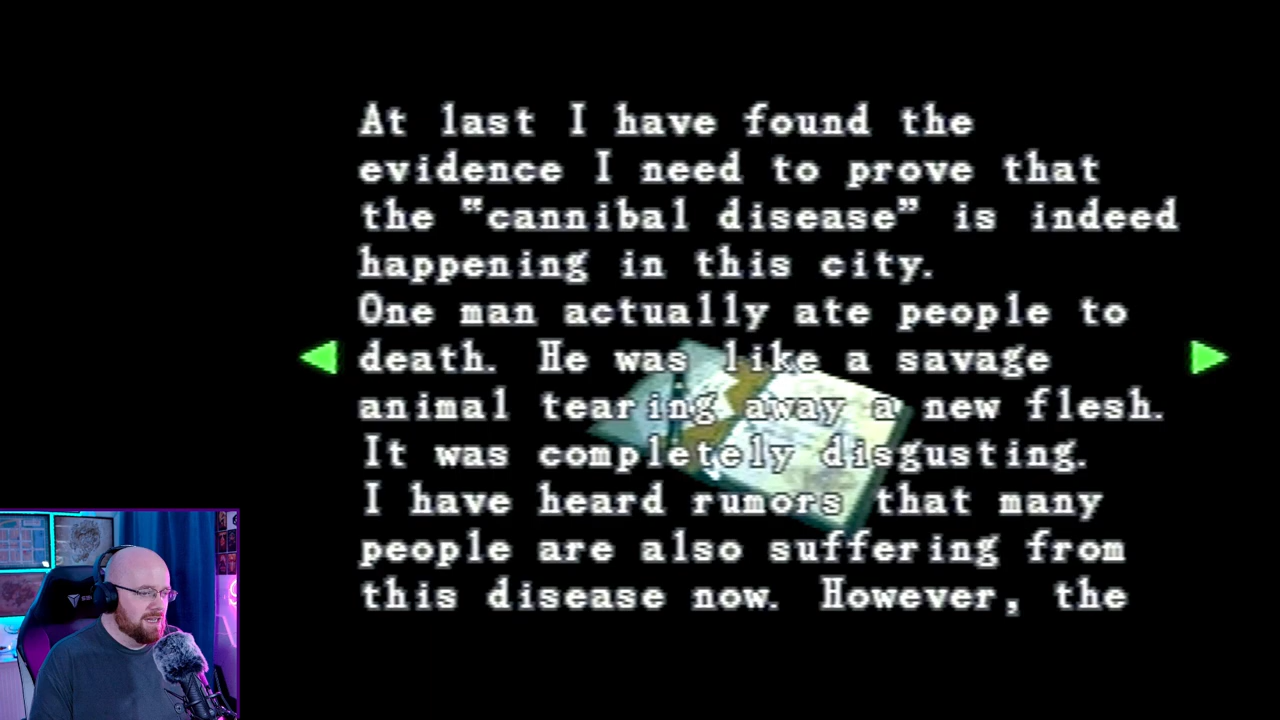 At last I have found the
evidence I need to prove that
the "cannibal disease" is indeed
happening in this city.
One man actually ate people to
death. He was like a savage
animal tearing away a new flesh.
It was completely disgusting.
I have heard rumors that many
people are also suffering from
this disease now. However, the